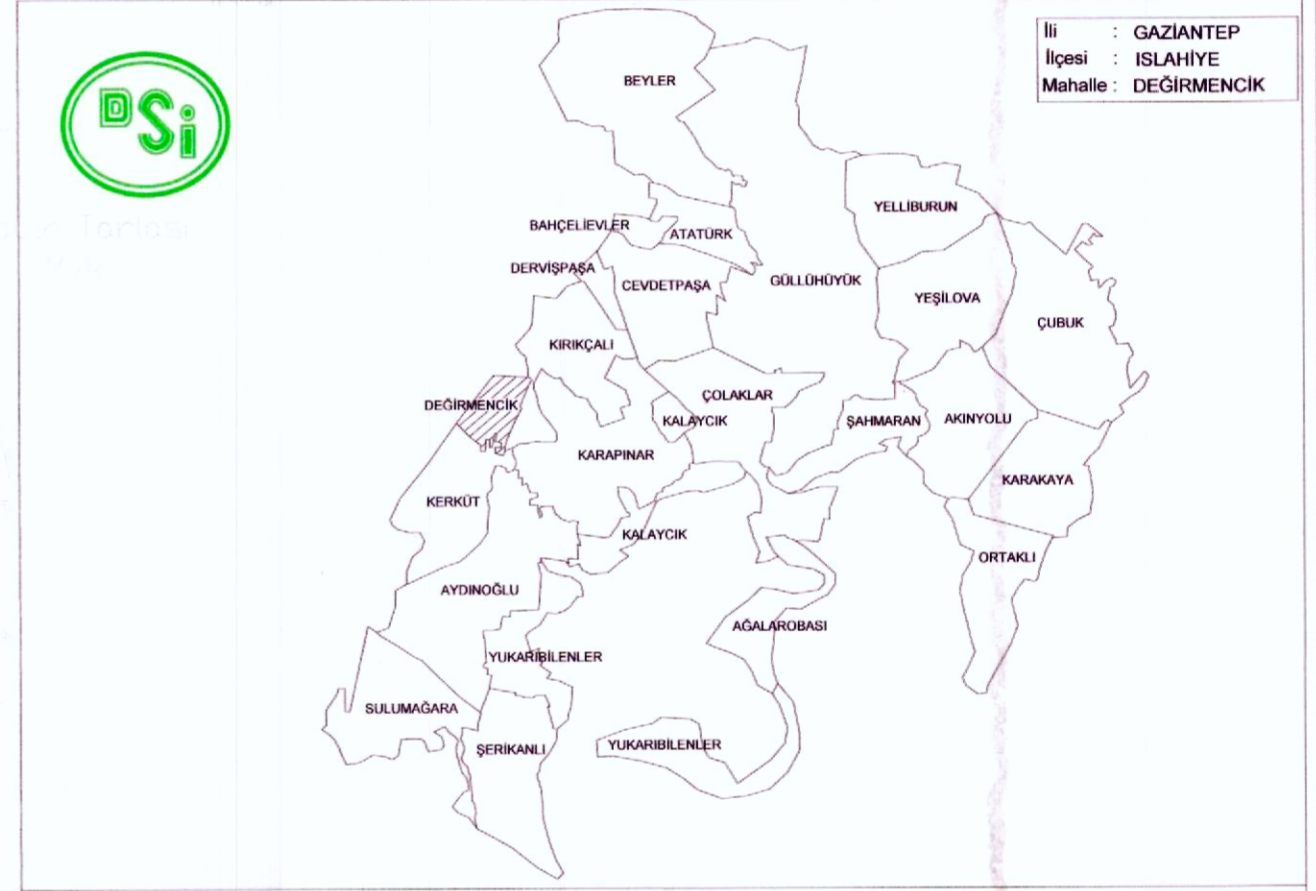 DSi
İli : GAZİANTEP
İlçesi : ISLAHİYE
Mahalle : DEĞİRMENCİK
BEYLER
YELLİBURUN
BAHÇELİEVLER
ATATÜRK
DERVİŞPAŞA
CEVDETPAŞA
GÜLLÜHÜYÜK
YEŞİLOVA
ÇUBUK
KIRIKÇALI
DEĞİRMENCİK
ÇOLAKLAR
KALAYCIK
ŞAHMARAN
AKINYOLU
KARAPINAR
KARAKAYA
KERKÜT
KALAYCIK
ORTAKLI
AYDINOĞLU
AĞALAROBASI
YUKARIBİLENLER
SULUMAĞARA
ŞERİKANLI
YUKARIBİLENLER